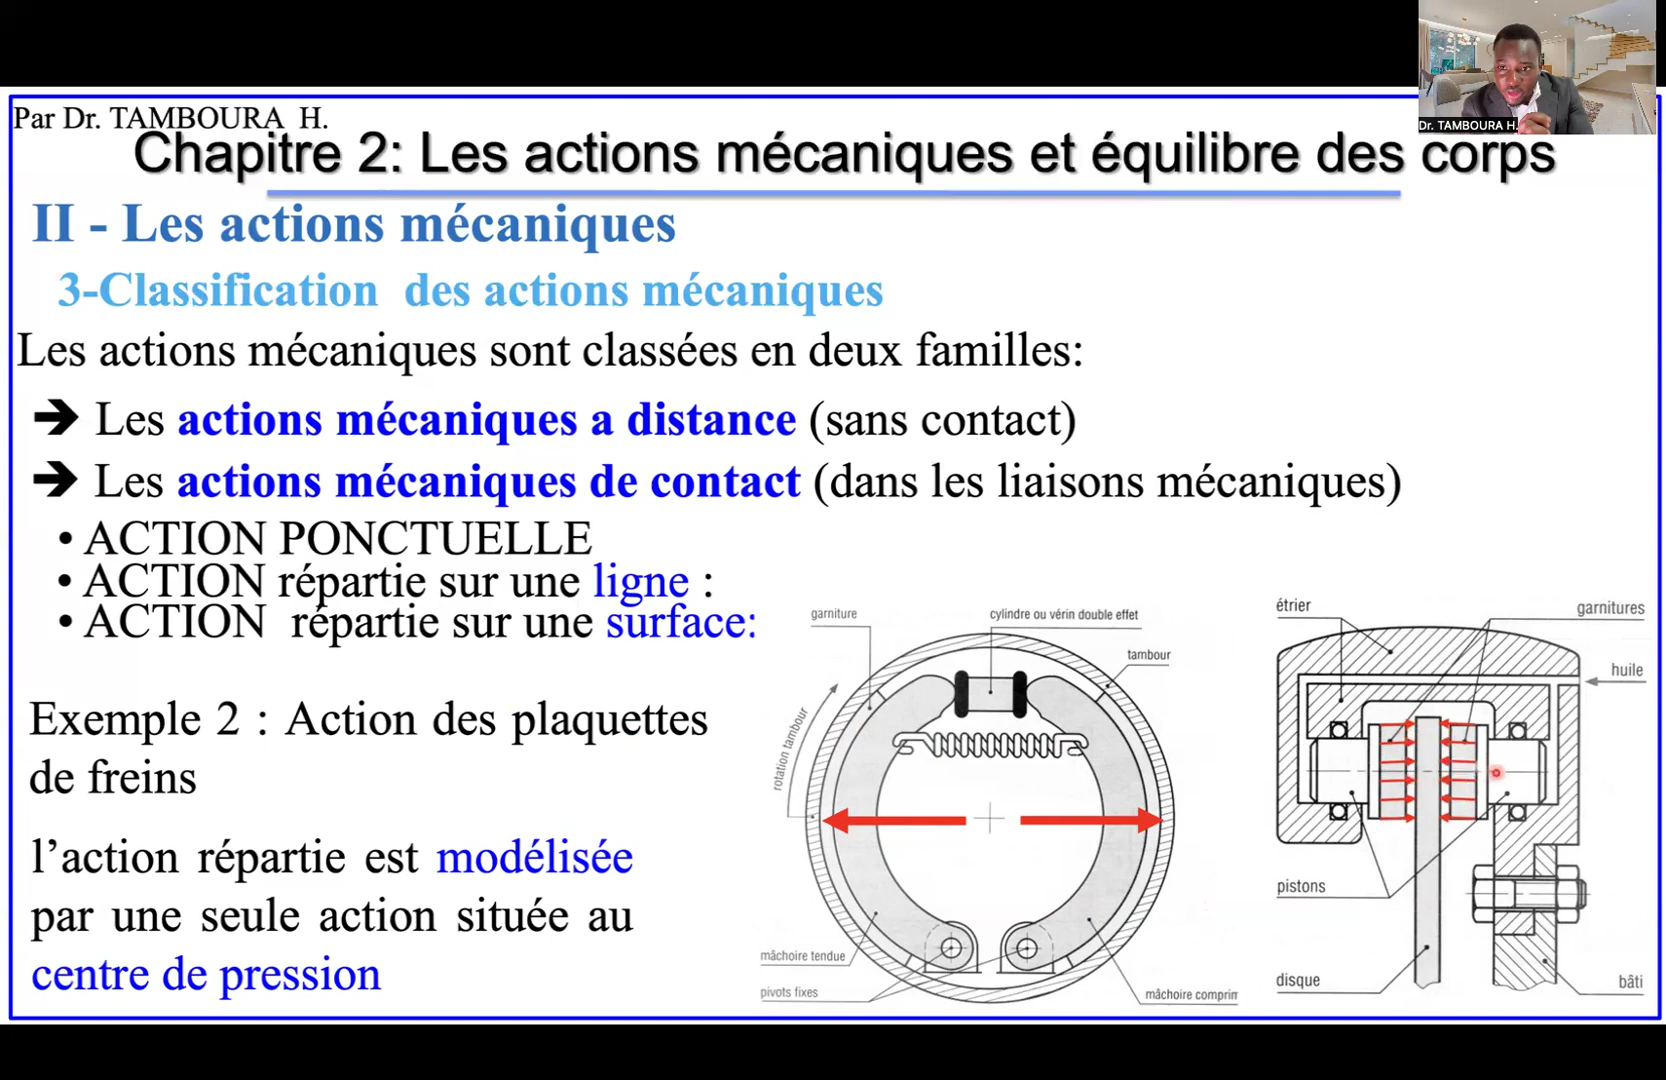 Par Dr. TAMBOURA H.
Dr. TAMBOURA H.
Chapitre 2: Les actions mécaniques et équilibre des corps
II - Les actions mécaniques
3-Classification des actions mécaniques
Les actions mécaniques sont classées en deux familles:
➔ Les actions mécaniques a distance (sans contact)
➔ Les actions mécaniques de contact (dans les liaisons mécaniques)
• ACTION PONCTUELLE
• ACTION répartie sur une ligne :
• ACTION répartie sur une surface:
Exemple 2 : Action des plaquettes
de freins
l’action répartie est modélisée
par une seule action située au
centre de pression
garniture
cylindre ou vérin double effet
tambour
rotation tambour
mâchoire tendue
pivots fixes
mâchoire comprim
étrier
garnitures
huile
pistons
disque
bâti